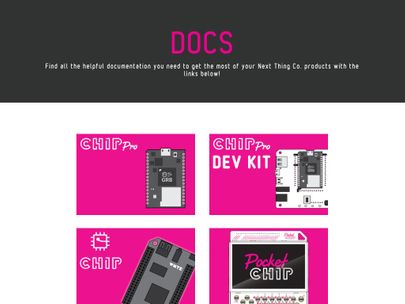 DOCS
Find all the helpful documentation you need to get the most of your Next Thing Co. products with the
links below!
CHIP Pro
GR8
CHIP Pro
DEV KIT
CHIP
Pocket
CHIP